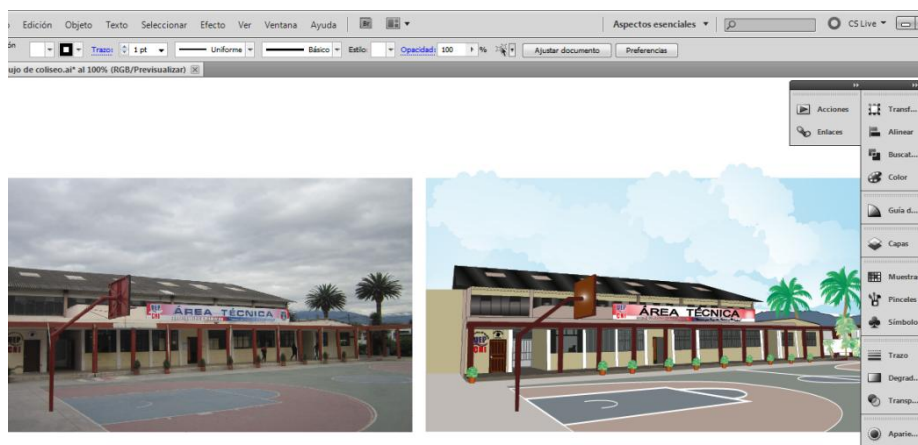 Edición Objeto Texto Seleccionar Efecto Ver Ventana Ayuda Br Aspectos esenciales CS Live
Trazo: 1 pt Uniforme Básico Estilo: Opacidad: 100 % Ajustar documento Preferencias
ujo de coliseo.ai* al 100% (RGB/Previsualizar)
Acciones
Enlaces
Transf...
Alinear
Buscat...
Color
Guía d...
Capas
Muestra
Pinceles
Símbolo
Trazo
Degrad...
Transp...
Aparie...
ÁREA TÉCNICA
ÁREA TÉCNICA